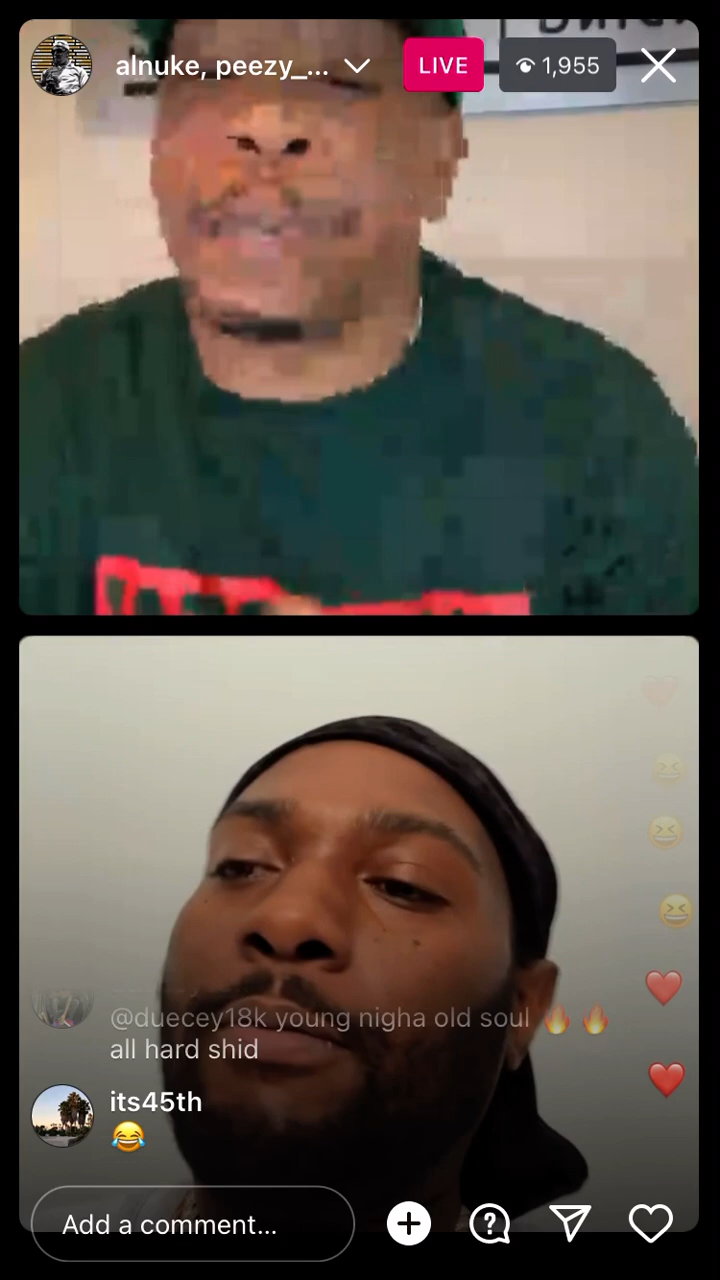 alnuke, peezy_...
LIVE
1,955
@duecey18k young nigha old soul 🔥 🔥
all hard shid
its45th
😂
Add a comment...